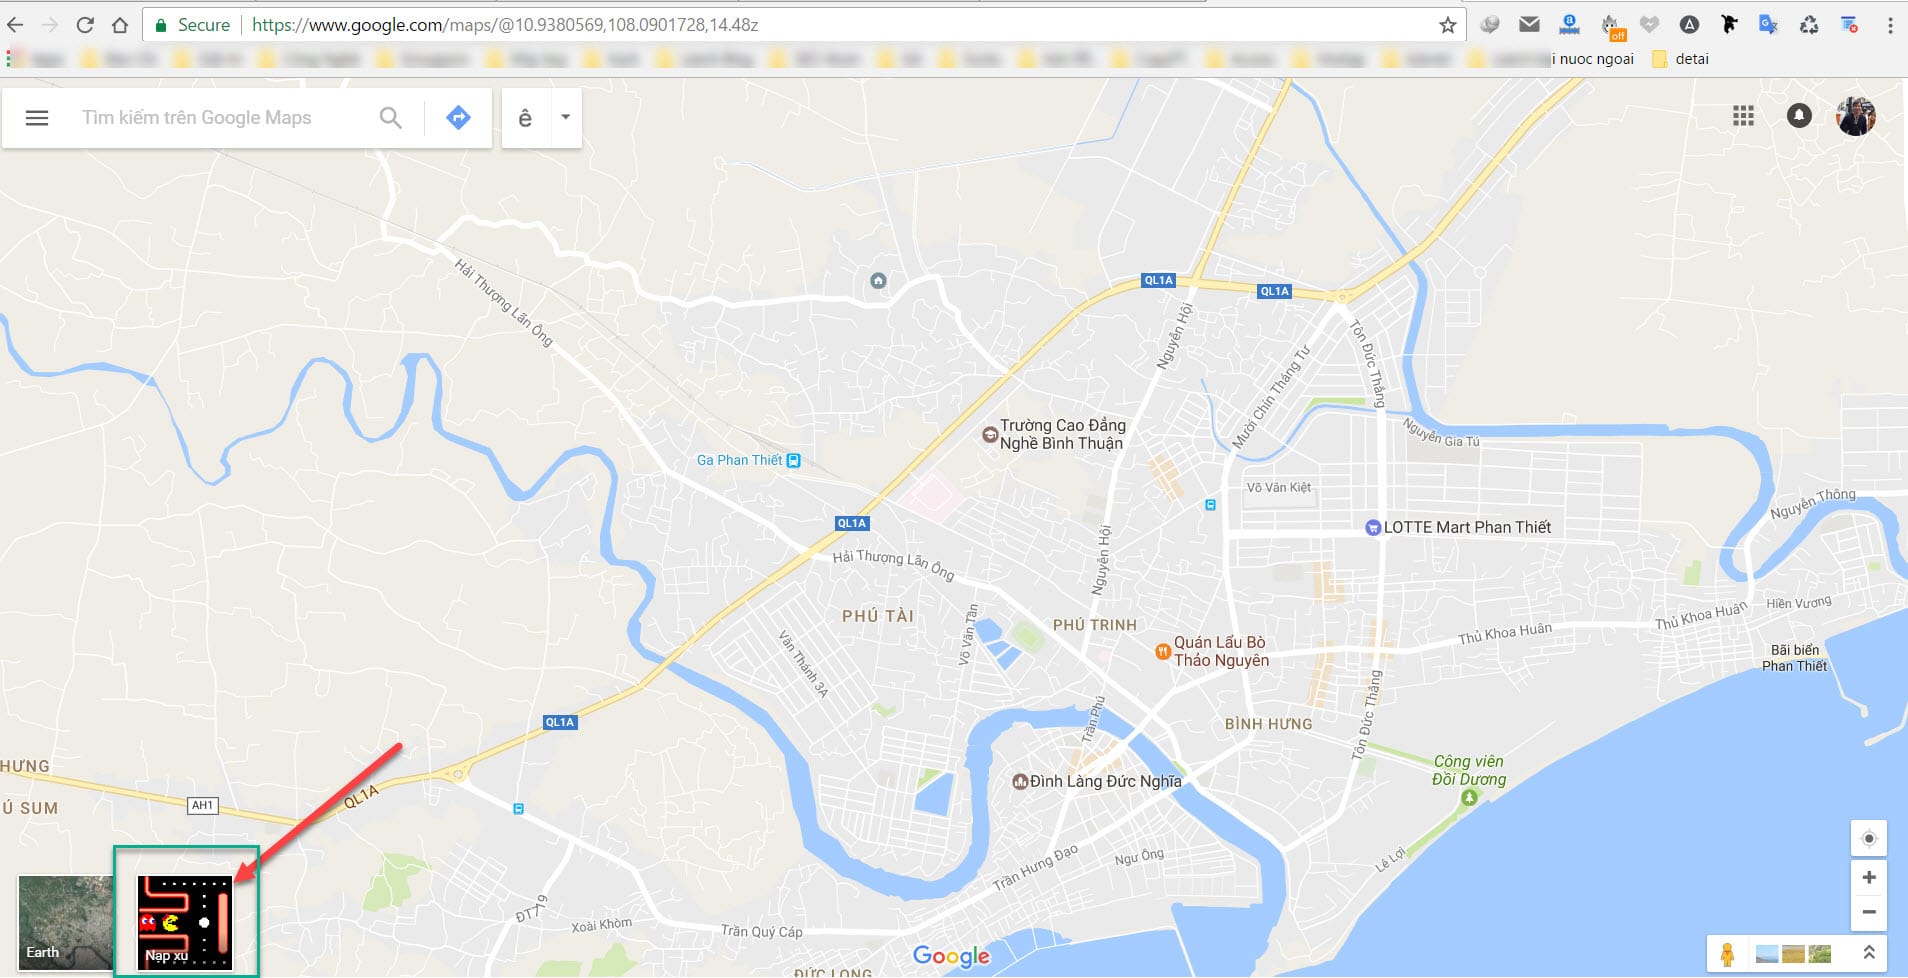 Secure
https://www.google.com/maps/@10.9380569,108.0901728,14.48z
off
i nuoc ngoai
detai
Tìm kiếm trên Google Maps
ê
QL1A
QL1A
Hải Thượng Lãn Ông
Nguyễn Hội
Tôn Đức Thắng
Mười Chín Tháng Tư
Trường Cao Đẳng
Nghề Bình Thuận
Nguyễn Gia Tú
Ga Phan Thiết
Võ Văn Kiệt
Nguyễn Thông
QL1A
LOTTE Mart Phan Thiết
Hải Thượng Lãn Ông
Nguyễn Hội
PHÚ TÀI
Võ Văn Tần
PHÚ TRINH
Thủ Khoa Huân
Thủ Khoa Huân
Hiền Vương
Văn Thánh 3A
Quán Lẩu Bò
Thảo Nguyên
Bãi biển
Phan Thiết
QL1A
Trần Phú
BÌNH HƯNG
Tôn Đức Thắng
HƯNG
Công viên
Đồi Dương
Đình Làng Đức Nghĩa
Ú SUM
AH1
QL1A
Trần Hưng Đạo
Ngư Ông
Lê Lợi
ĐT719
Xoài Khòm
Trần Quý Cáp
Earth
Nạp xu
Google
ĐỨC LONG